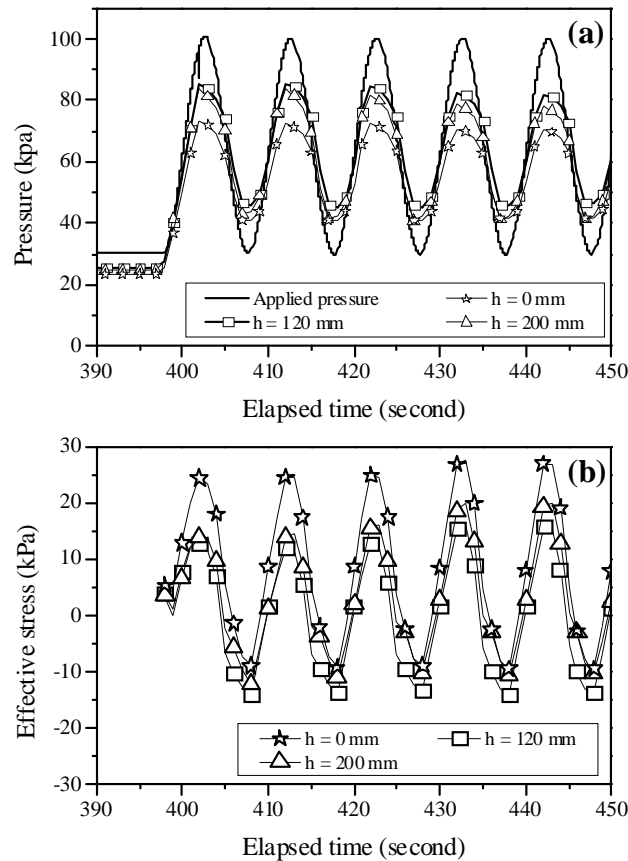 (a)
100
80
60
40
20
0
Pressure (kpa)
Applied pressure
h = 0 mm
h = 120 mm
h = 200 mm
390 400 410 420 430 440 450
Elapsed time (second)
(b)
30
20
10
0
-10
-20
-30
Effective stress (kPa)
h = 0 mm
h = 120 mm
h = 200 mm
390 400 410 420 430 440 450
Elapsed time (second)